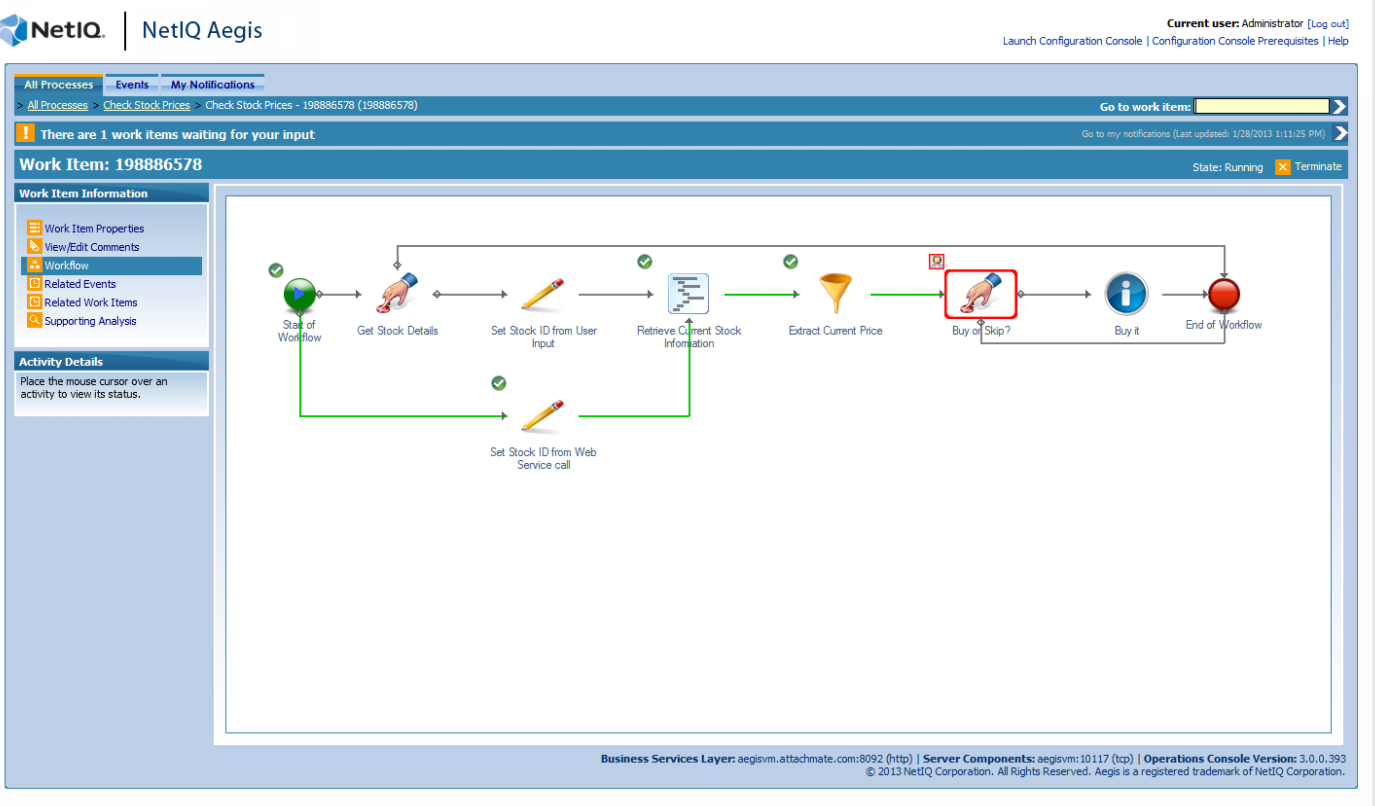 NetIQ. | NetIQ Aegis
Current user: Administrator [Log out]
Launch Configuration Console | Configuration Console Prerequisites | Help
All Processes Events My Notifications
> All Processes > Check Stock Prices > Check Stock Prices - 198886578 (198886578)
Go to work item:
! There are 1 work items waiting for your input
Go to my notifications (Last updated: 1/28/2013 1:11:25 PM)
Work Item: 198886578
State: Running Terminate
Work Item Information
Work Item Properties
View/Edit Comments
Workflow
Related Events
Related Work Items
Supporting Analysis
Activity Details
Place the mouse cursor over an
activity to view its status.
Start of
Workflow
Get Stock Details
Set Stock ID from User
Input
Retrieve Current Stock
Information
Extract Current Price
Buy or Skip?
Buy it
End of Workflow
Set Stock ID from Web
Service call
Business Services Layer: aegisvm.attachmate.com:8092 (http) | Server Components: aegisvm:10117 (tcp) | Operations Console Version: 3.0.0.393
© 2013 NetIQ Corporation. All Rights Reserved. Aegis is a registered trademark of NetIQ Corporation.